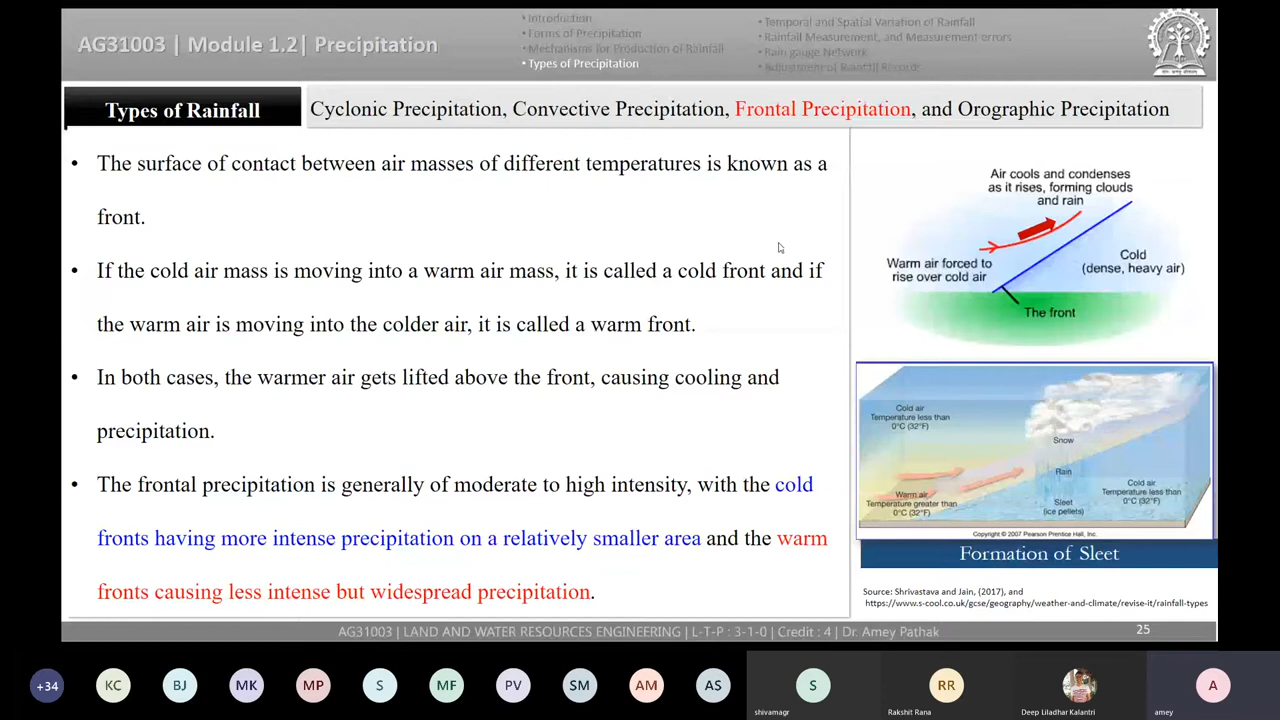 AG31003 | Module 1.2| Precipitation
• Introduction
• Forms of Precipitation
• Mechanisms for Production of Rainfall
• Types of Precipitation
• Temporal and Spatial Variation of Rainfall
• Rainfall Measurement, and Measurement errors
• Rain gauge Network
• Adjustment of Rainfall Records
Types of Rainfall
Cyclonic Precipitation, Convective Precipitation, Frontal Precipitation, and Orographic Precipitation
• The surface of contact between air masses of different temperatures is known as a
front.
• If the cold air mass is moving into a warm air mass, it is called a cold front and if
the warm air is moving into the colder air, it is called a warm front.
• In both cases, the warmer air gets lifted above the front, causing cooling and
precipitation.
• The frontal precipitation is generally of moderate to high intensity, with the cold
fronts having more intense precipitation on a relatively smaller area and the warm
fronts causing less intense but widespread precipitation.
Air cools and condenses
as it rises, forming clouds
and rain
Warm air forced to
rise over cold air
Cold
(dense, heavy air)
The front
Cold air
Temperature less than
0°C (32°F)
Snow
Rain
Sleet
(ice pellets)
Warm air
Temperature greater than
0°C (32°F)
Cold air
Temperature less than
0°C (32°F)
Copyright © 2007 Pearson Prentice Hall, Inc.
Formation of Sleet
Source: Shrivastava and Jain, (2017), and
https://www.s-cool.co.uk/gcse/geography/weather-and-climate/revise-it/rainfall-types
AG31003 | LAND AND WATER RESOURCES ENGINEERING | L-T-P : 3-1-0 | Credit : 4 | Dr. Amey Pathak
25
+34
KC
BJ
MK
MP
S
MF
PV
SM
AM
AS
S
shivamagr
RR
Rakshit Rana
Deep Liladhar Kalantri
A
amey